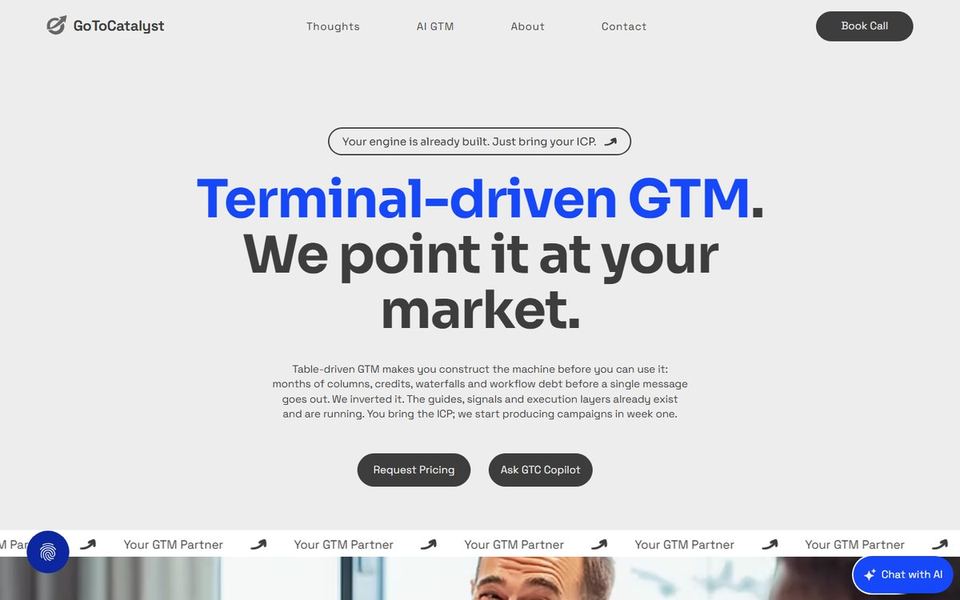 GoToCatalyst
Thoughts
AI GTM
About
Contact
Book Call
Your engine is already built. Just bring your ICP.
Terminal-driven GTM.
We point it at your
market.
Table-driven GTM makes you construct the machine before you can use it:
months of columns, credits, waterfalls and workflow debt before a single message
goes out. We inverted it. The guides, signals and execution layers already exist
and are running. You bring the ICP; we start producing campaigns in week one.
Request Pricing
Ask GTC Copilot
M Par Your GTM Partner Your GTM Partner Your GTM Partner Your GTM Partner Your GTM Partner
Chat with AI